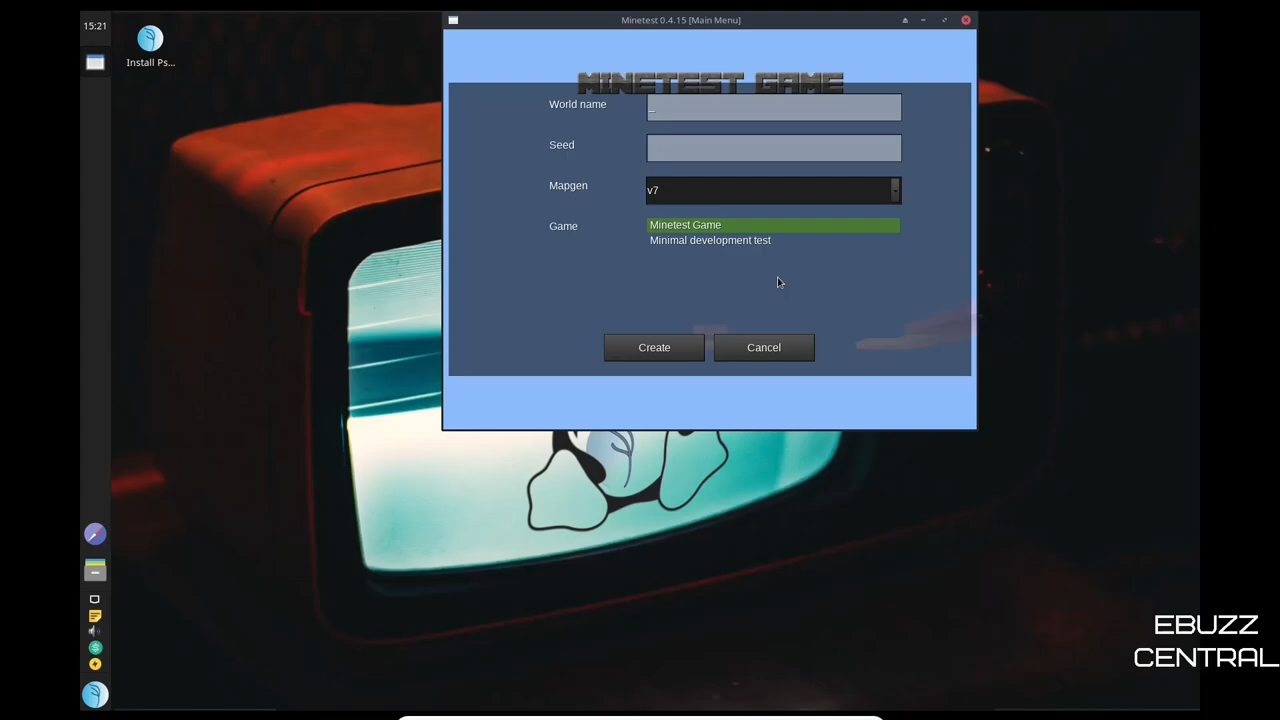 15:21
Install Ps...
Minetest 0.4.15 [Main Menu]
MINETEST GAME
World name
_
Seed
Mapgen
v7
Game
Minetest Game
Minimal development test
Create
Cancel
EBUZZ
CENTRAL